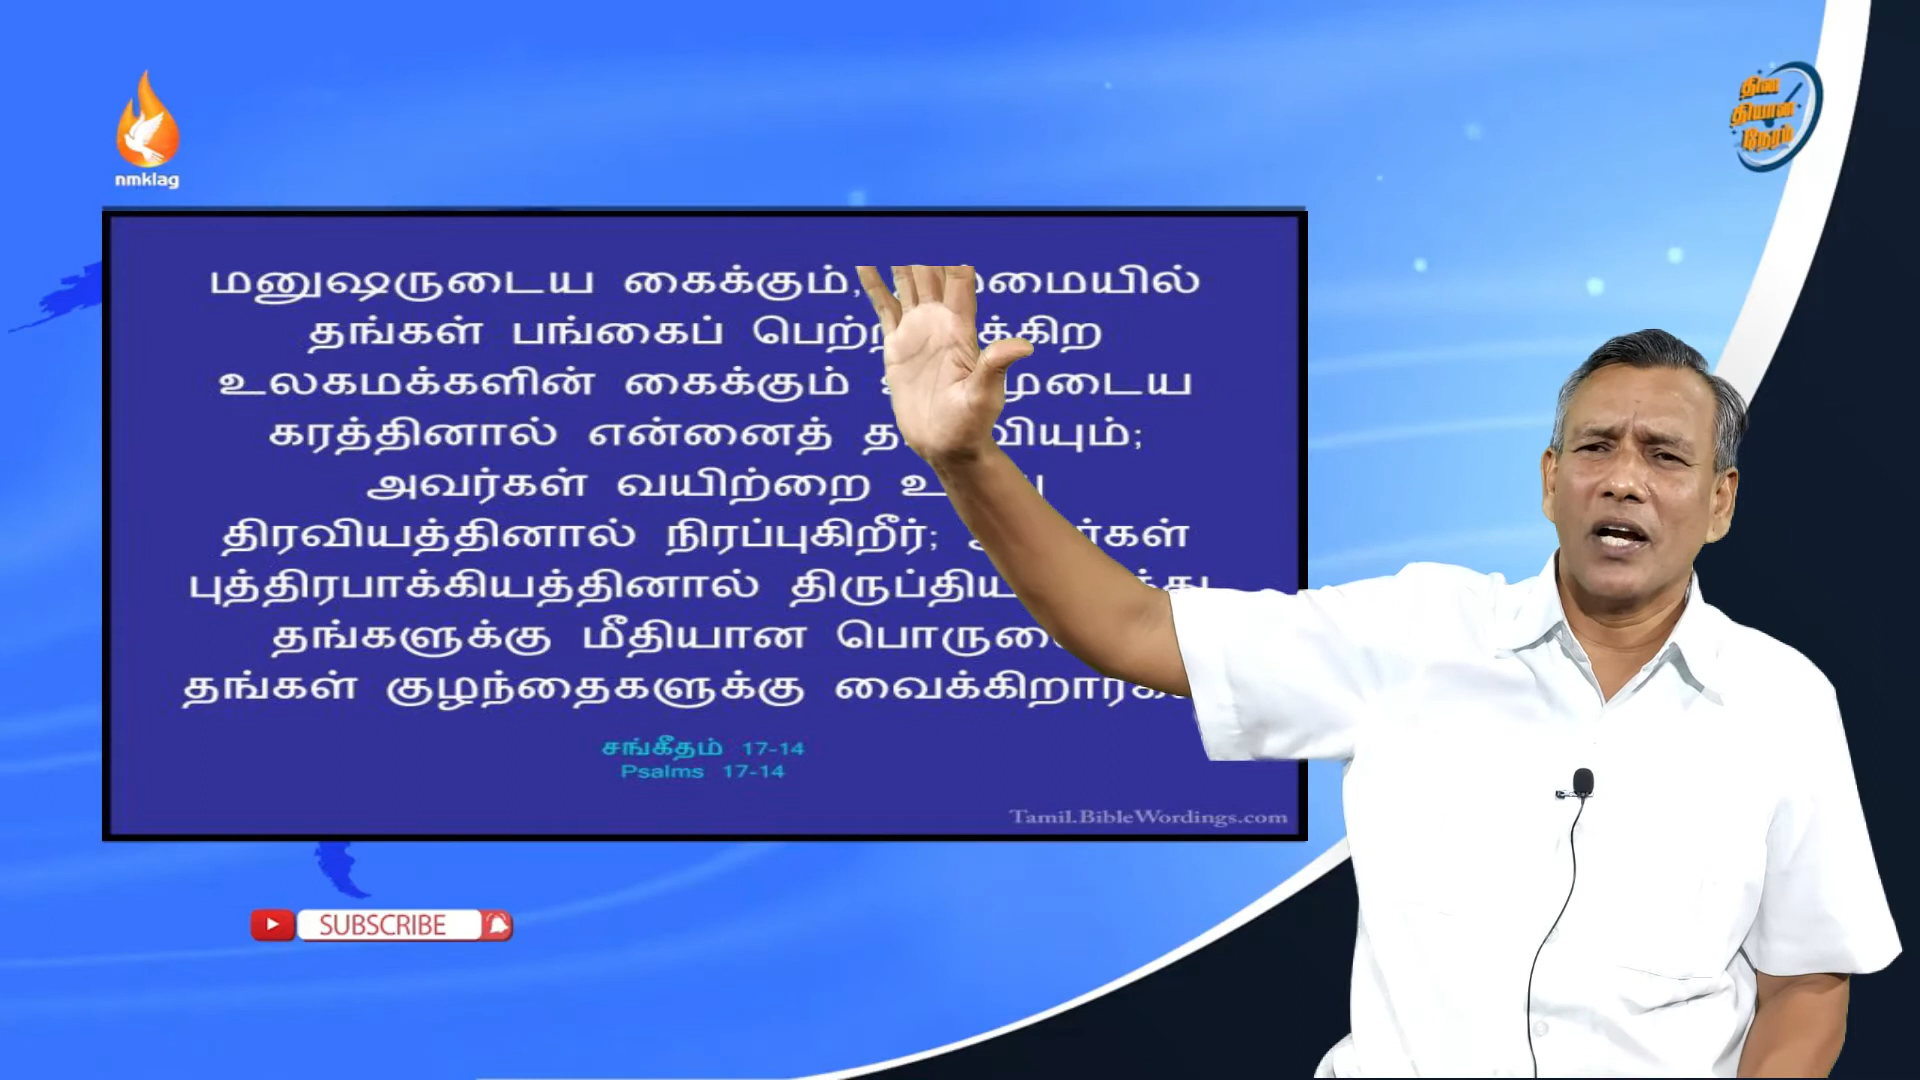 nmklag
தின
தியான
நேரம்
மனுஷருடைய கைக்கும்,
தங்கள் பங்கைப்
உலகமக்களின் கைக்கும்
கரத்தினால் என்னைத்
அவர்கள் வயிற்றை
திரவியத்தினால் நிரப்புகிறீர்;
புத்திரபாக்கியத்தினால்
தங்களுக்கு மீதியான
தங்கள் குழந்தைகளுக்கு வைக்கிறார்கள்
சங்கீதம் 17-14
Psalms 17-14
Tamil.BibleWordings.com
SUBSCRIBE